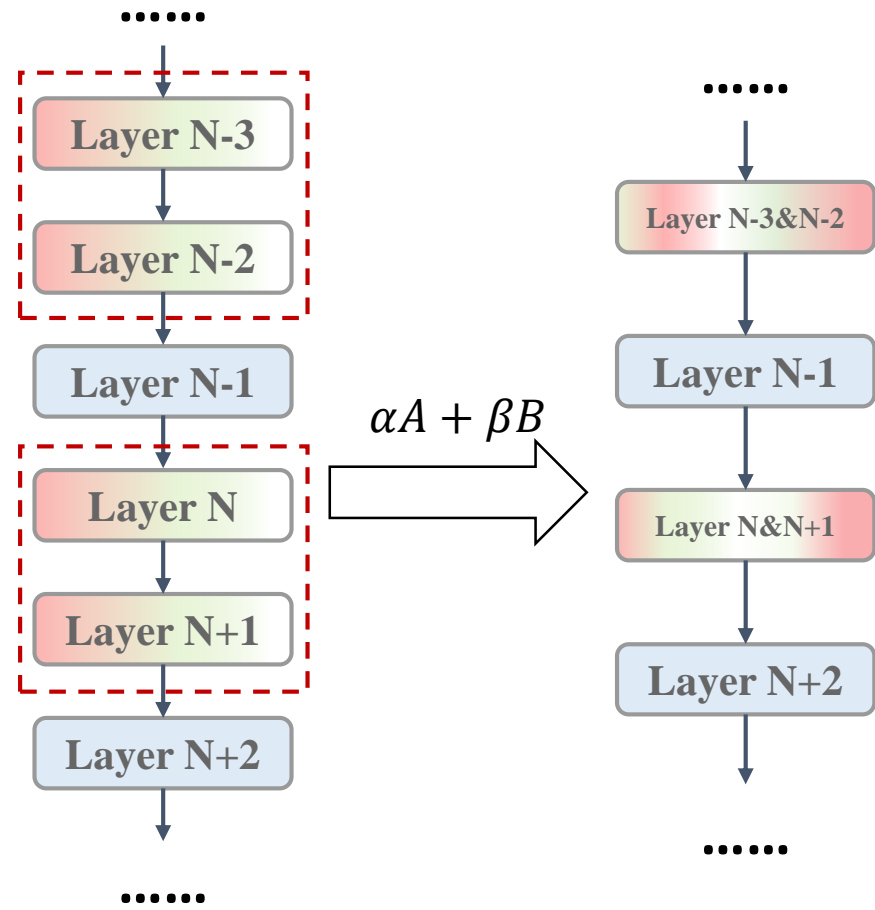 ......
Layer N-3
Layer N-2
Layer N-1
Layer N
Layer N+1
Layer N+2
......
αA + βB
......
Layer N-3&N-2
Layer N-1
Layer N&N+1
Layer N+2
......